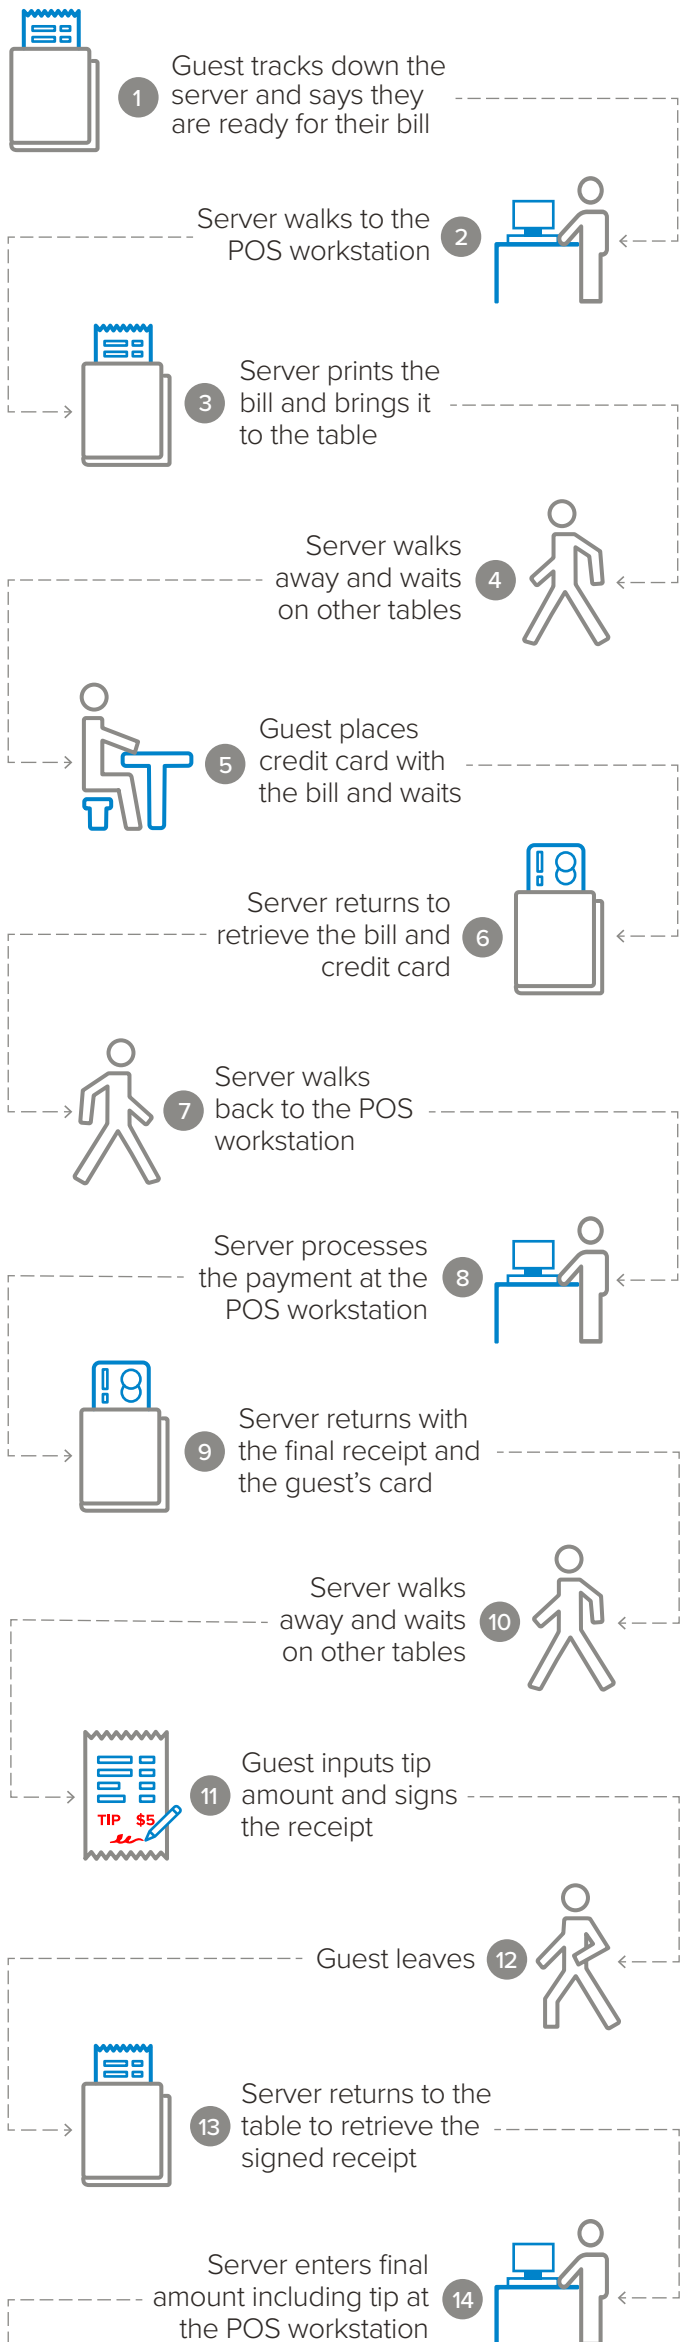 1
Guest tracks down the
server and says they
are ready for their bill
Server walks to the
POS workstation
2
3
Server prints the
bill and brings it
to the table
Server walks
away and waits
on other tables
4
5
Guest places
credit card with
the bill and waits
Server returns to
retrieve the bill and
credit card
6
7
Server walks
back to the POS
workstation
Server processes
the payment at the
POS workstation
8
9
Server returns with
the final receipt and
the guest's card
Server walks
away and waits
on other tables
10
TIP $5
11
Guest inputs tip
amount and signs
the receipt
Guest leaves
12
13
Server returns to the
table to retrieve the
signed receipt
Server enters final
amount including tip at
the POS workstation
14